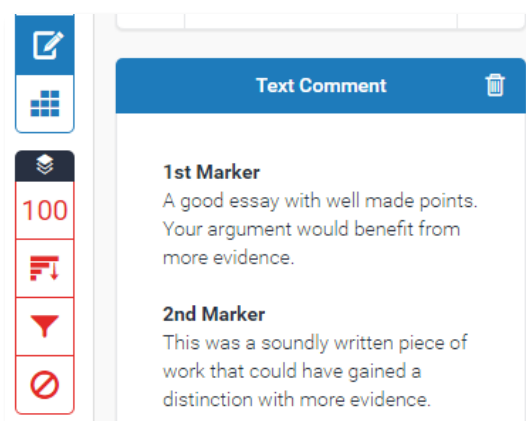 Text Comment
100
1st Marker
A good essay with well made points.
Your argument would benefit from
more evidence.
2nd Marker
This was a soundly written piece of
work that could have gained a
distinction with more evidence.